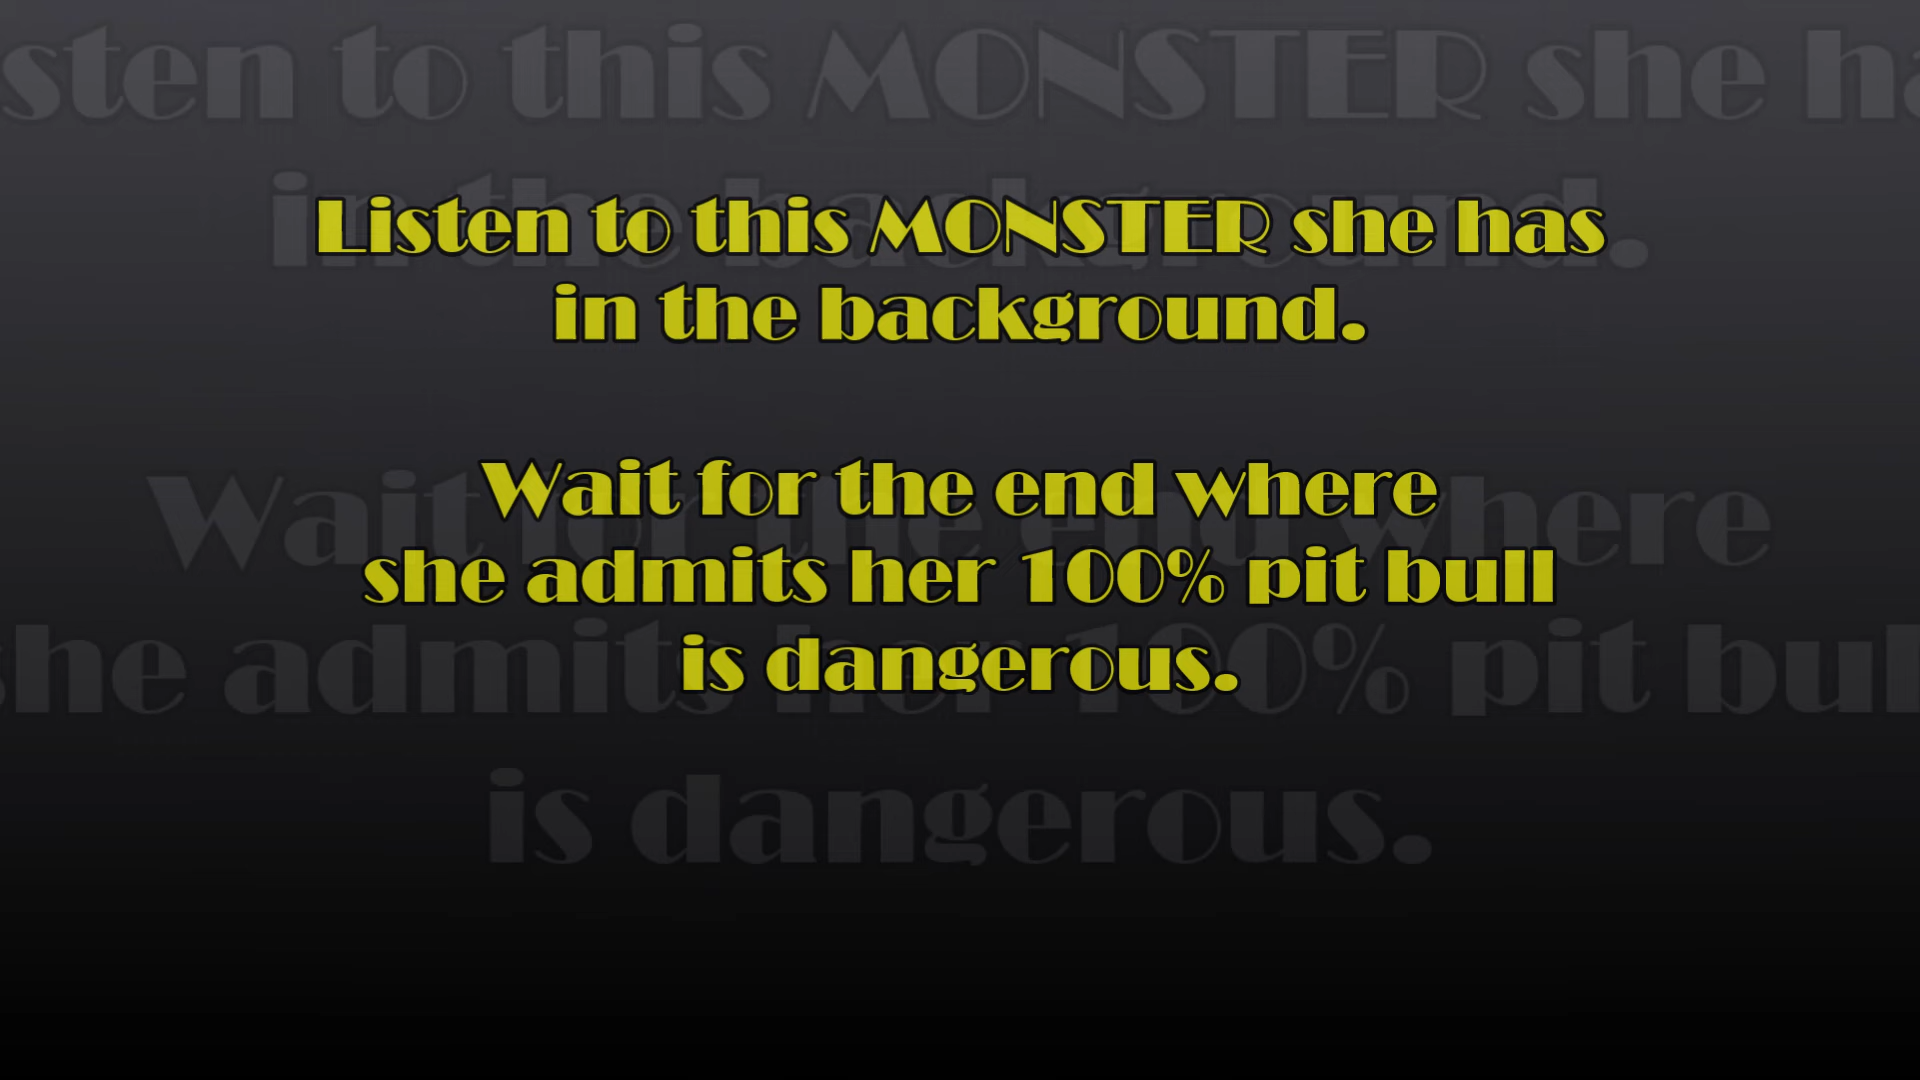 Listen to this MONSTER she has
in the background.
Wait for the end where
she admits her 100% pit bull
is dangerous.